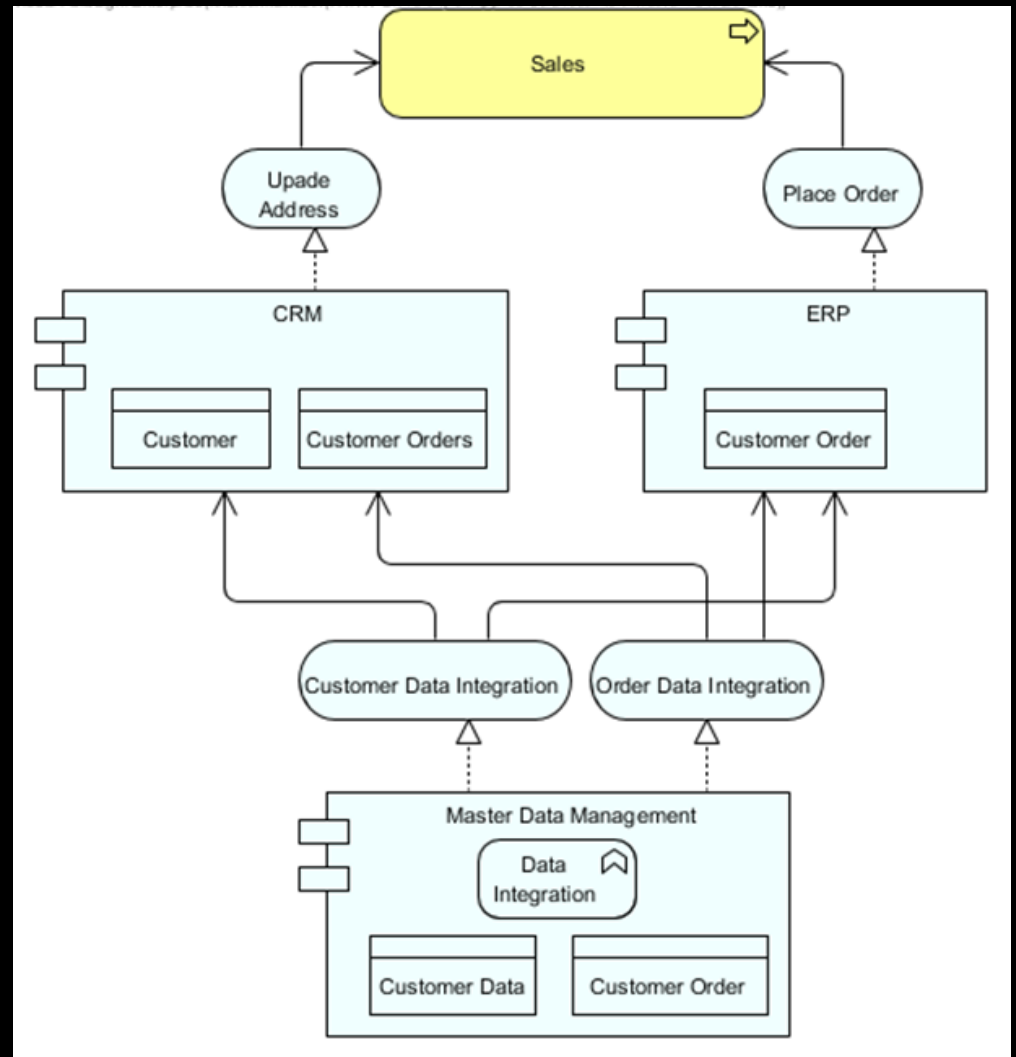 Sales
Upade
Address
Place Order
CRM
ERP
Customer
Customer Orders
Customer Order
Customer Data Integration
Order Data Integration
Master Data Management
Data
Integration
Customer Data
Customer Order